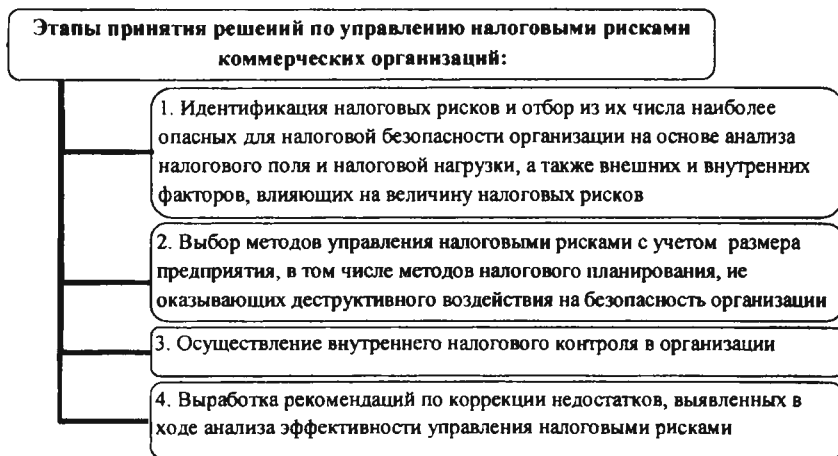 Этапы принятия решений по управлению налоговыми рисками
коммерческих организаций:
1. Идентификация налоговых рисков и отбор из их числа наиболее
опасных для налоговой безопасности организации на основе анализа
налогового поля и налоговой нагрузки, а также внешних и внутренних
факторов, влияющих на величину налоговых рисков
2. Выбор методов управления налоговыми рисками с учетом размера
предприятия, в том числе методов налогового планирования, ие
оказывающих деструктивного воздействия на безопасность организации
3. Осуществление внутреннего налогового контроля в организации
4. Выработка рекомендаций по коррекции недостатков, выявленных в
ходе анализа эффективности управления налоговыми рисками